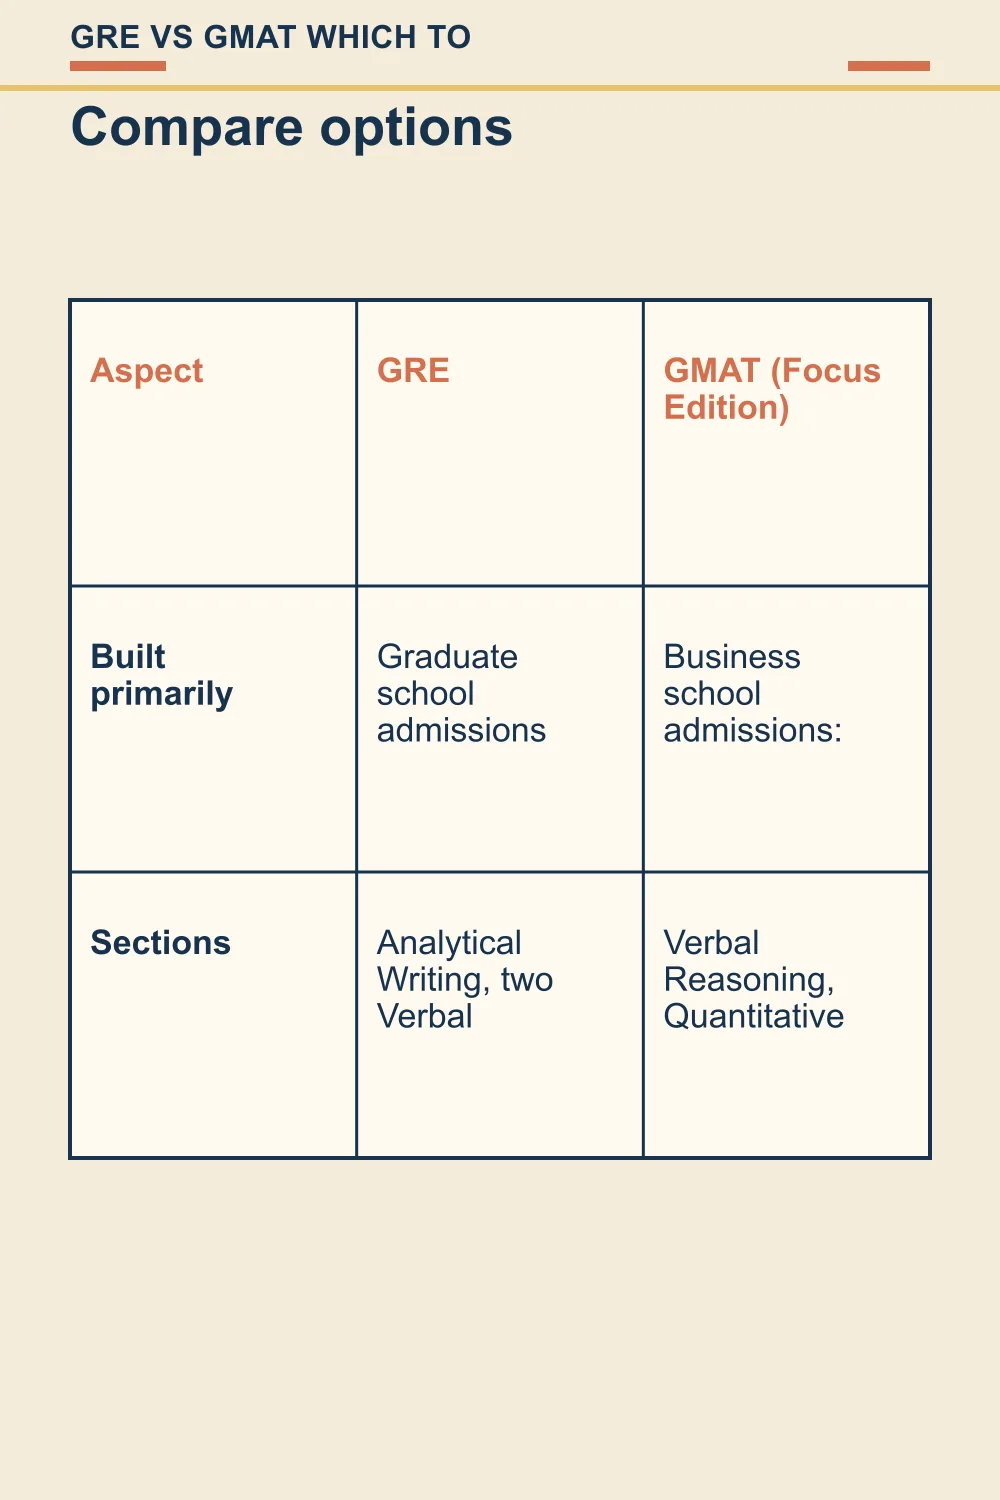 GRE VS GMAT WHICH TO
Compare options
Aspect
GRE
GMAT (Focus
Edition)
Built
primarily
Graduate
school
admissions
Business
school
admissions:
Sections
Analytical
Writing, two
Verbal
Verbal
Reasoning,
Quantitative